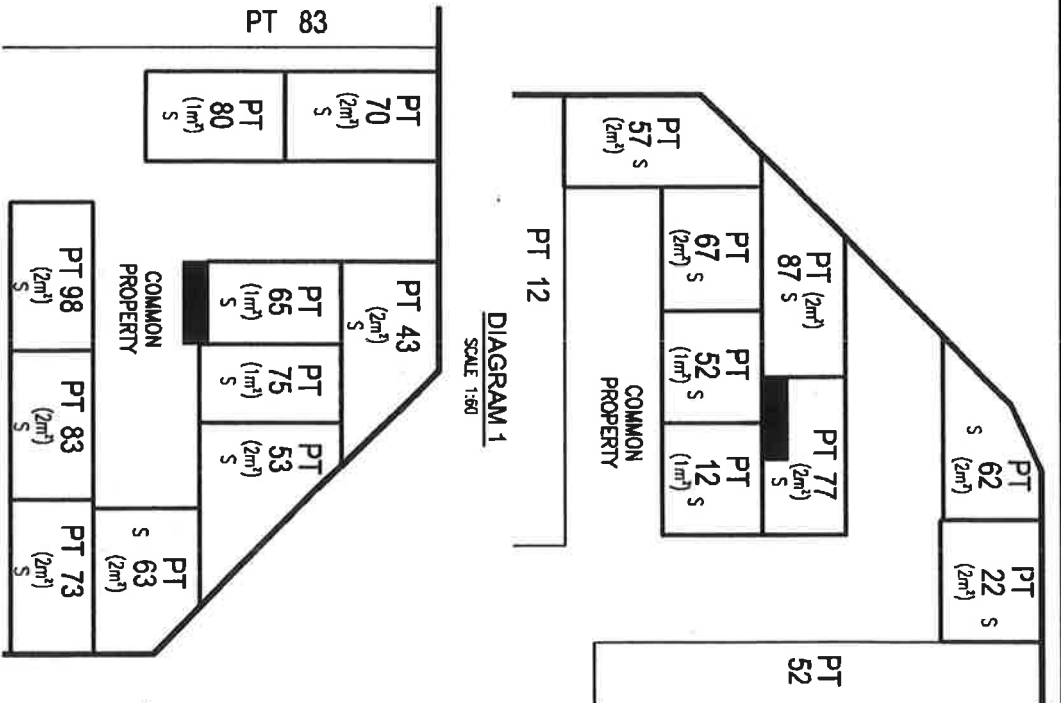 PT 83
PT
70
(2m²)
S
PT
80
(1m²)
S
PT 43
(2m²)
S
PT
65
(1m²)
S
PT
75
(1m²)
S
PT
53
(2m²)
S
COMMON
PROPERTY
PT
63
(2m²)
S
PT 98
(2m²)
S
PT 83
(2m²)
S
PT 73
(2m²)
S
PT
57
(2m²)
S
PT
87
(2m²)
S
PT
67
(2m²)
S
PT
52
(1m²)
S
PT
12
(1m²)
S
PT 77
(2m²)
S
PT
62
(2m²)
S
PT
22
(2m²)
S
PT 12
COMMON
PROPERTY
PT
52
DIAGRAM 1
SCALE 1:60